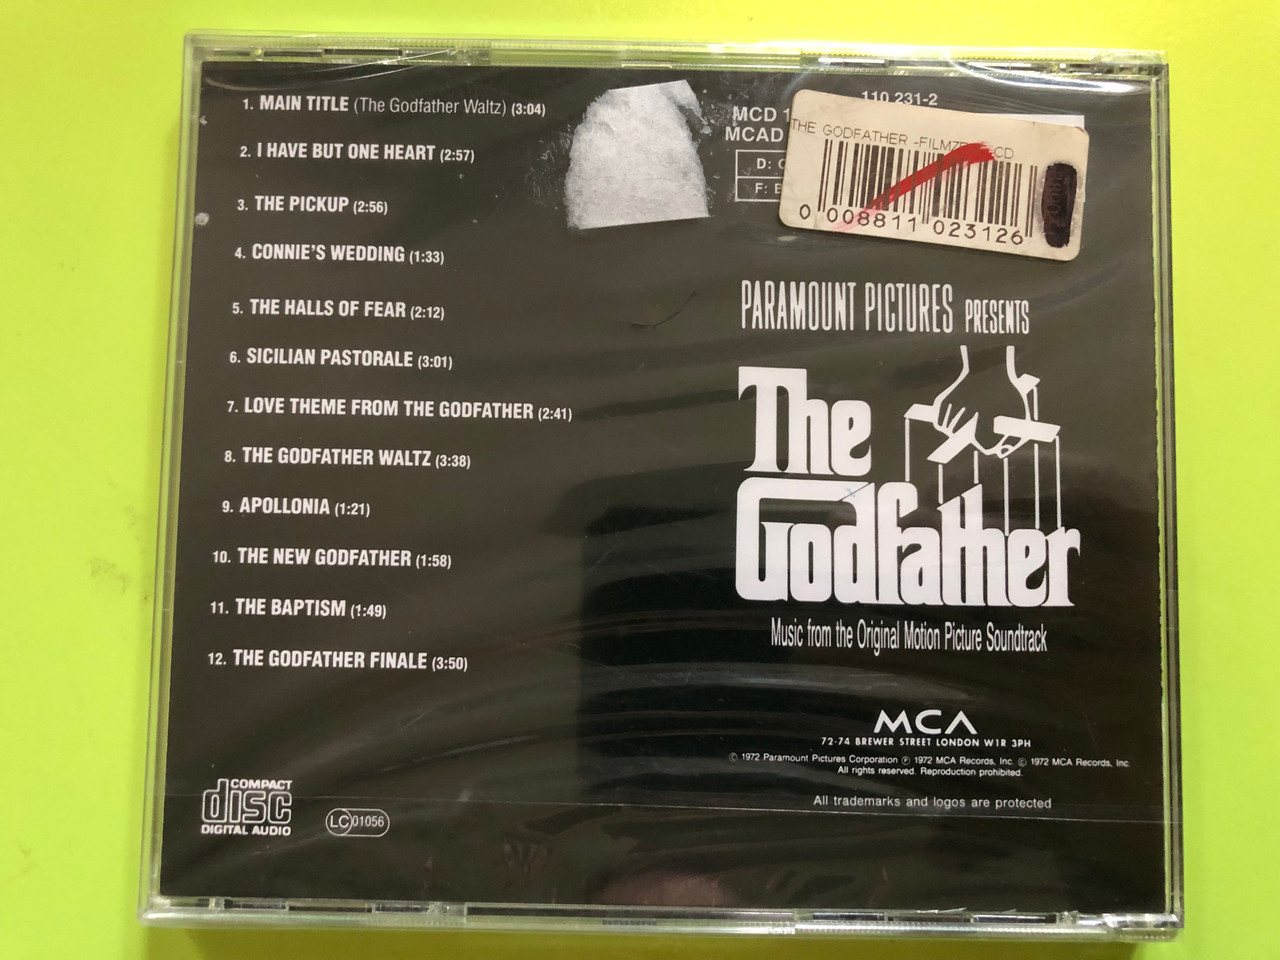 1. MAIN TITLE (The Godfather Waltz) (3:04)
2. I HAVE BUT ONE HEART (2:57)
3. THE PICKUP (2:56)
4. CONNIE'S WEDDING (1:33)
5. THE HALLS OF FEAR (2:12)
6. SICILIAN PASTORALE (3:01)
7. LOVE THEME FROM THE GODFATHER (2:41)
8. THE GODFATHER WALTZ (3:38)
9. APOLLONIA (1:21)
10. THE NEW GODFATHER (1:58)
11. THE BAPTISM (1:49)
12. THE GODFATHER FINALE (3:50)
COMPACT
disc
DIGITAL AUDIO
LC 01056
110 231-2
MCD
MCAD
D:
F:
THE GODFATHER -FILMZE CD
0 008811 023126
PARAMOUNT PICTURES PRESENTS
The
Godfather
Music from the Original Motion Picture Soundtrack
MCA
72-74 BREWER STREET LONDON W1R 3PH
© 1972 Paramount Pictures Corporation ℗ 1972 MCA Records, Inc. © 1972 MCA Records, Inc.
All rights reserved. Reproduction prohibited.
All trademarks and logos are protected